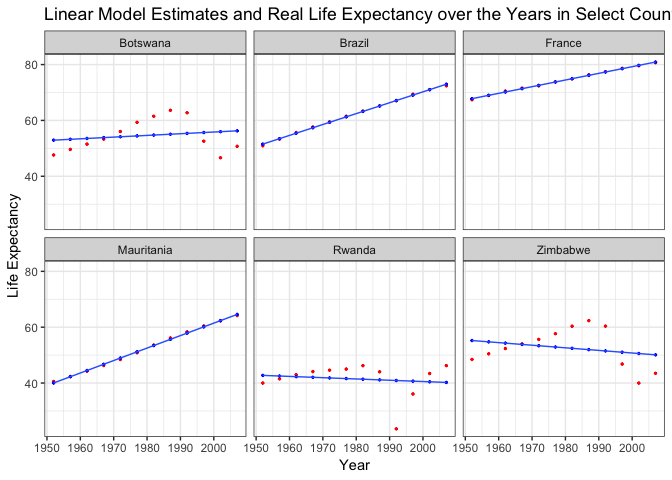 Linear Model Estimates and Real Life Expectancy over the Years in Select Coun
Botswana Brazil France
80
60
40
Mauritania Rwanda Zimbabwe
80
60
40
Life Expectancy
1950 1960 1970 1980 1990 2000 1950 1960 1970 1980 1990 2000 1950 1960 1970 1980 1990 2000
Year